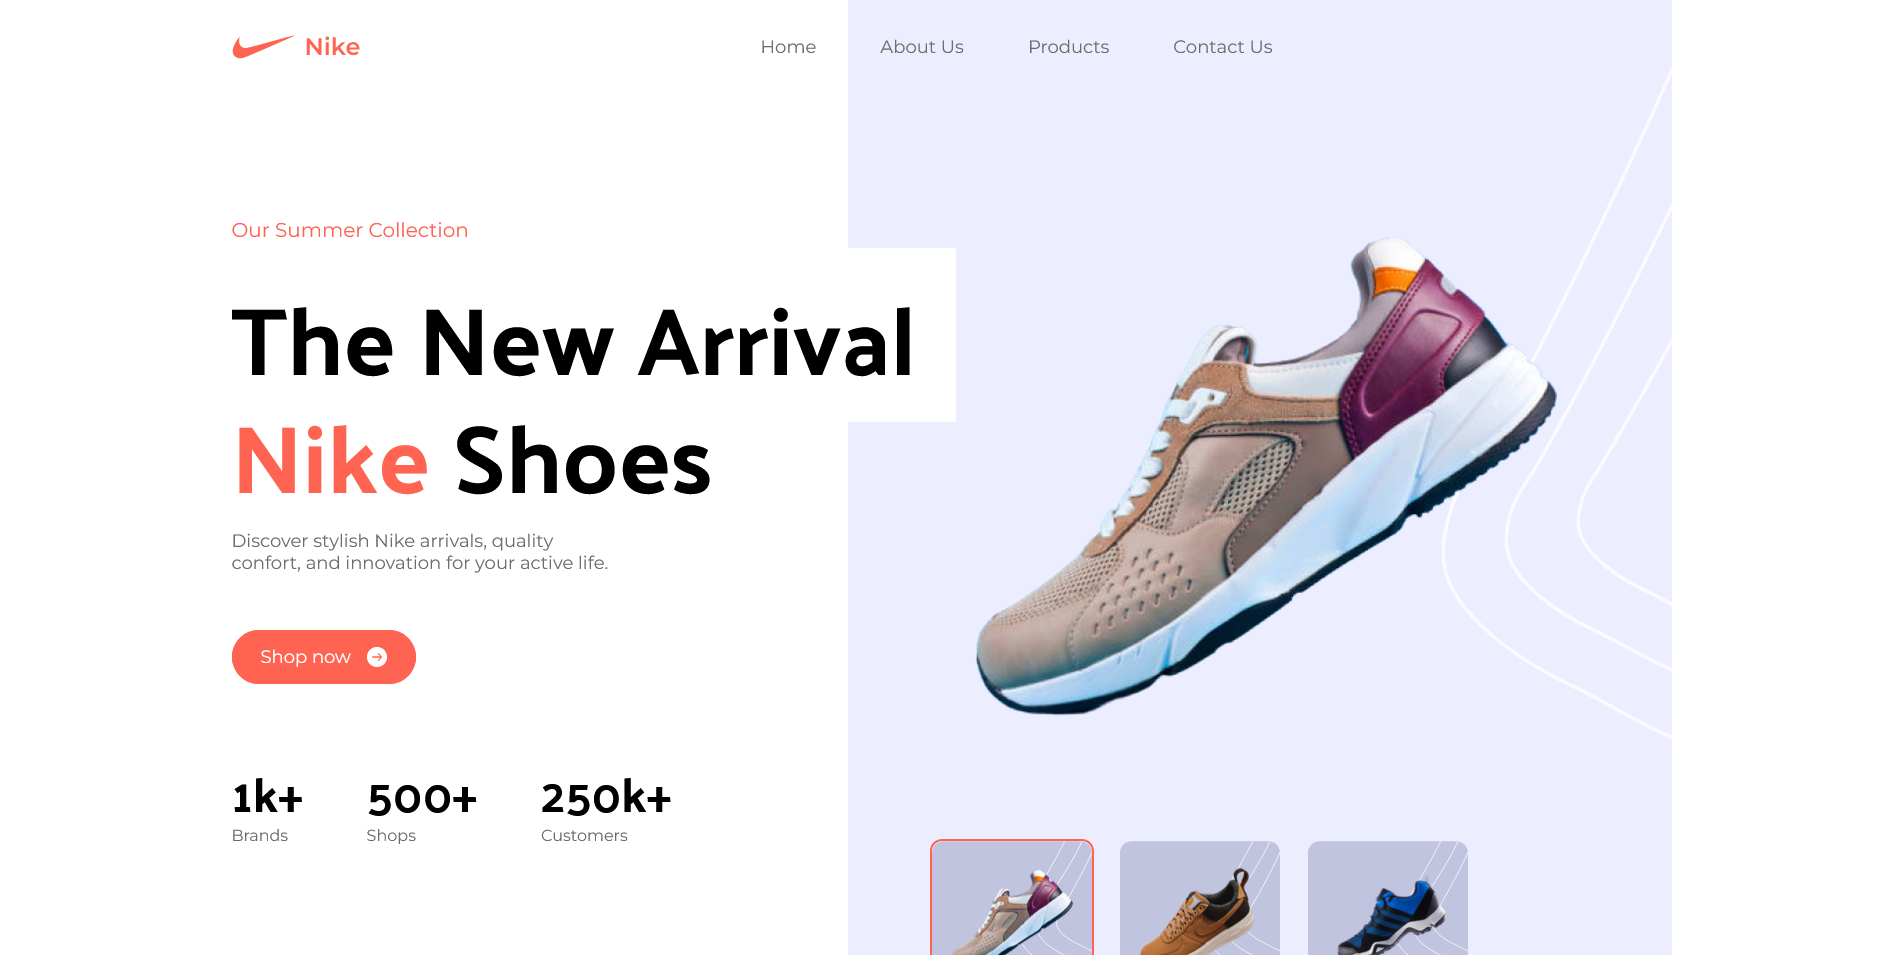 Nike
Home
About Us
Products
Contact Us
Our Summer Collection
The New Arrival
Nike Shoes
Discover stylish Nike arrivals, quality
confort, and innovation for your active life.
Shop now
1k+
Brands
500+
Shops
250k+
Customers